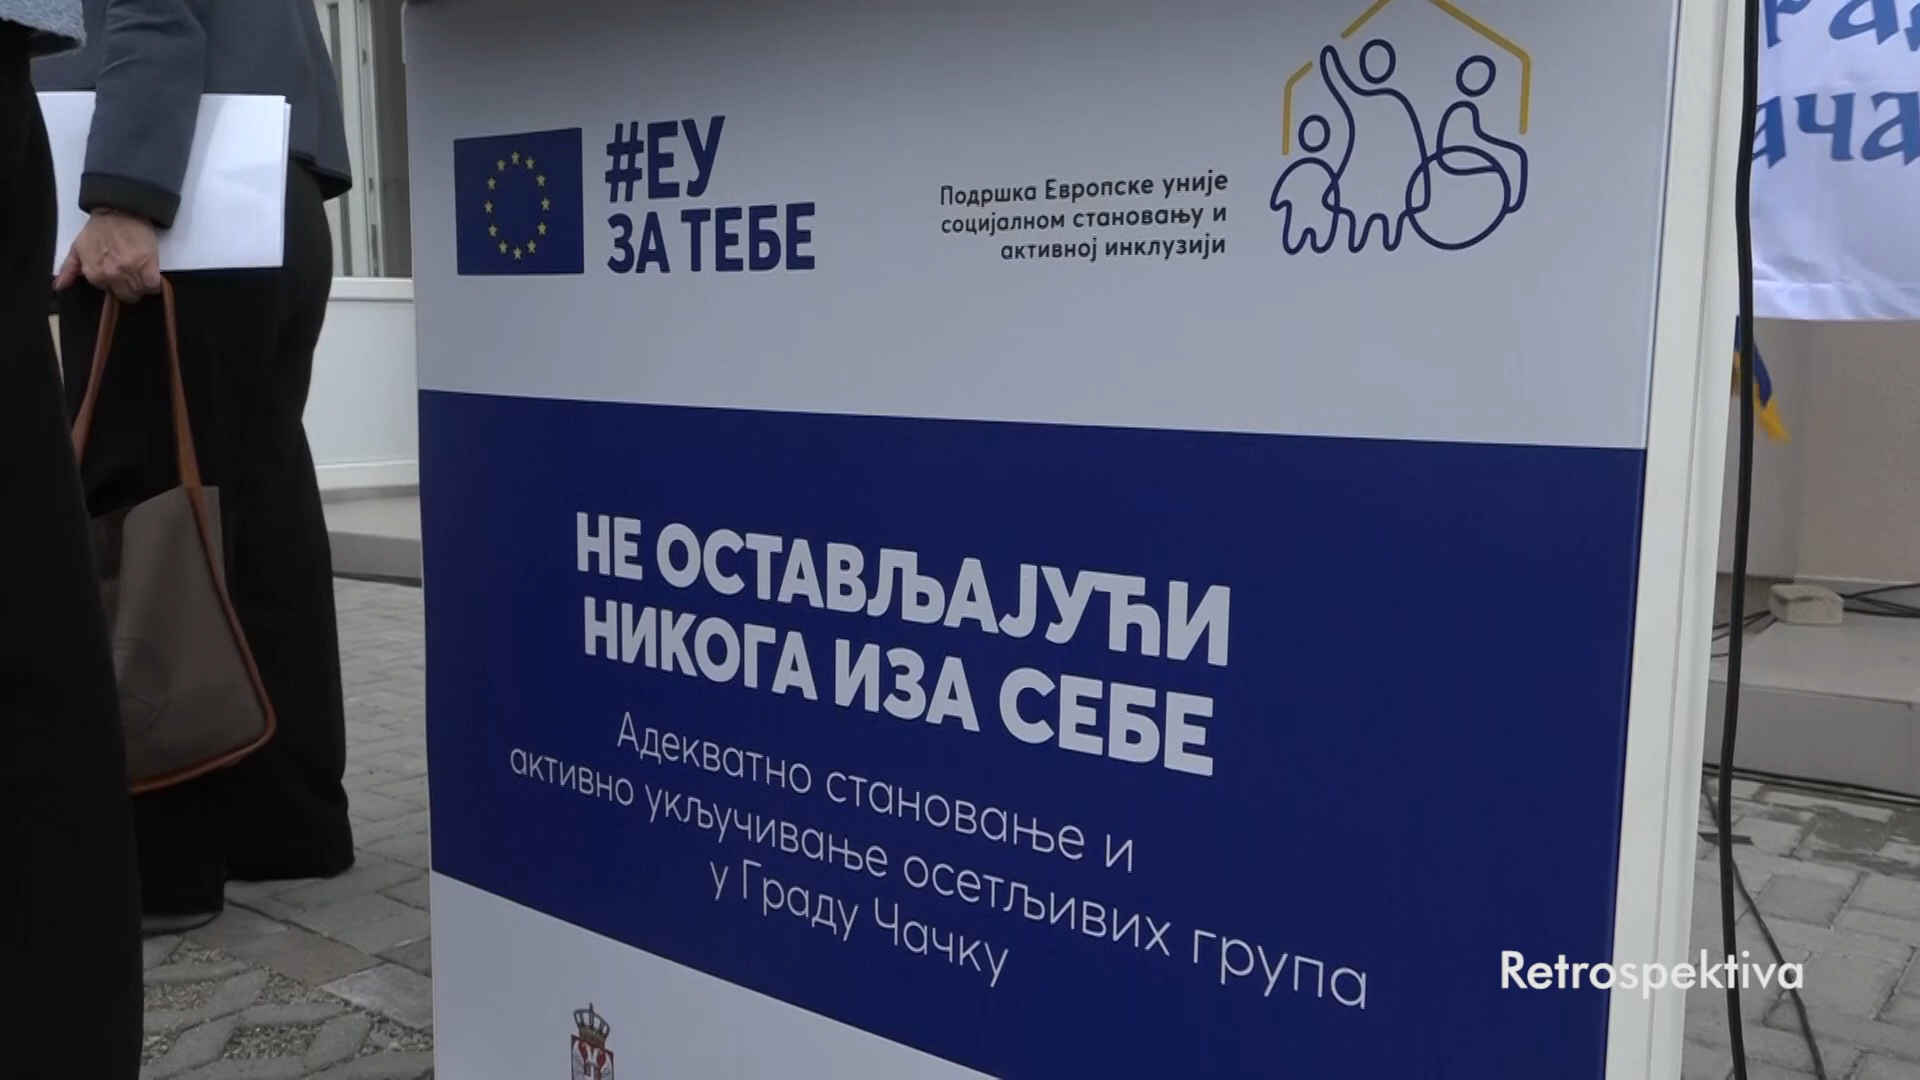 #ЕУ
ЗА ТЕБЕ
Подршка Европске уније
социјалном становању и
активној инклузији
НЕ ОСТАВЉАЈУЋИ
НИКОГА ИЗА СЕБЕ
Адекватно становање и
активно укључивање осетљивих група
у Граду Чачку
Retrospektiva